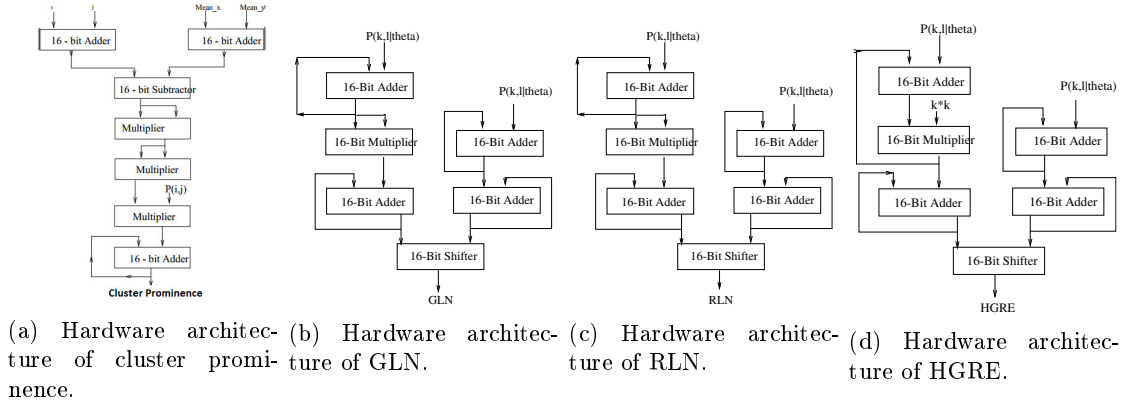 i j Mean_x Mean_y
16 - bit Adder 16 - bit Adder
16 - bit Subtractor
Multiplier
Multiplier
P(i,j)
Multiplier
16 - bit Adder
Cluster Prominence
(a) Hardware architec-
ture of cluster promi-
nence.
P(k,l|theta)
16-Bit Adder
P(k,l|theta)
16-Bit Multiplier 16-Bit Adder
16-Bit Adder 16-Bit Adder
16-Bit Shifter
GLN
(b) Hardware architec-
ture of GLN.
P(k,l|theta)
16-Bit Adder
P(k,l|theta)
16-Bit Multiplier 16-Bit Adder
16-Bit Adder 16-Bit Adder
16-Bit Shifter
RLN
(c) Hardware architec-
ture of RLN.
P(k,l|theta)
16-Bit Adder
P(k,l|theta)
k*k
16-Bit Multiplier 16-Bit Adder
16-Bit Adder 16-Bit Adder
16-Bit Shifter
HGRE
(d) Hardware architec-
ture of HGRE.